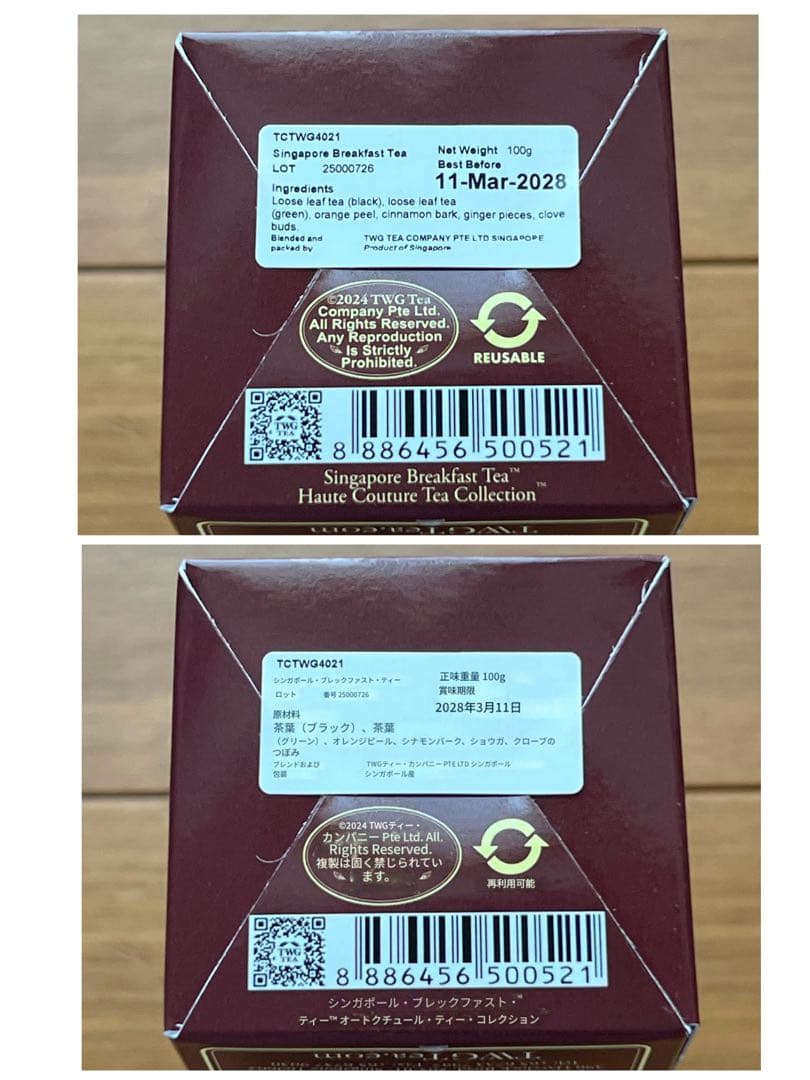 TCTWG4021
Singapore Breakfast Tea
LOT 25000726
Net Weight 100g
Best Before
11-Mar-2028
Ingredients
Loose leaf tea (black), loose leaf tea
(green), orange peel, cinnamon bark, ginger pieces, clove
buds.
Blended and packed by
TWG TEA COMPANY PTE LTD SINGAPORE
Product of Singapore
©2024 TWG Tea
Company Pte Ltd.
All Rights Reserved.
Any Reproduction
Is Strictly
Prohibited.
REUSABLE
TWG
TEA
8 886456 500521
Singapore Breakfast Tea™
Haute Couture Tea Collection™
TWGTea.com
TCTWG4021
シンガポール・ブレックファスト・ティー
ロット 番号 25000726
正味重量 100g
賞味期限
2028年3月11日
原材料
茶葉（ブラック）、茶葉
（グリーン）、オレンジピール、シナモンバーク、ショウガ、クローブの
つぼみ
ブレンドおよび
包装
TWGティー・カンパニー PTE LTD シンガポール
シンガポール産
©2024 TWGティー・
カンパニー Pte Ltd. All.
Rights Reserved.
複製は固く禁じられてい
ます。
再利用可能
TWG
TEA
8 886456 500521
シンガポール・ブレックファスト・™
ティー™ オートクチュール・ティー・コレクション
TWGTea.com